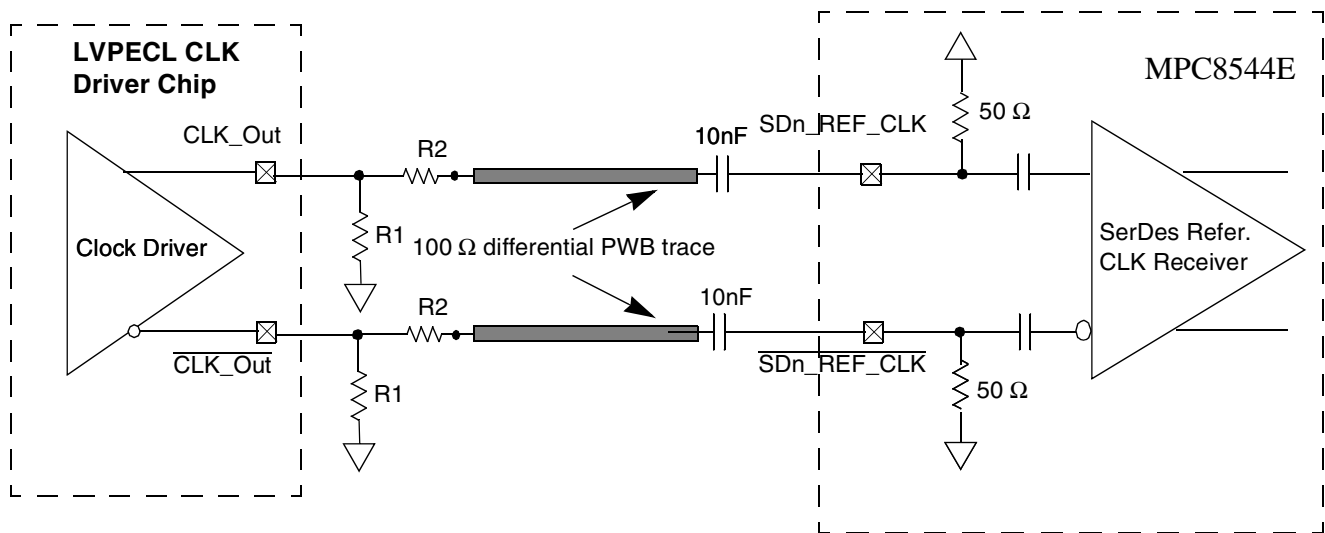 LVPECL CLK
Driver Chip
MPC8544E
CLK_Out
R2
10nF
SDn_REF_CLK
50 Ω
Clock Driver
R1
100 Ω differential PWB trace
SerDes Refer.
CLK Receiver
R2
10nF
CLK_Out
SDn_REF_CLK
R1
50 Ω